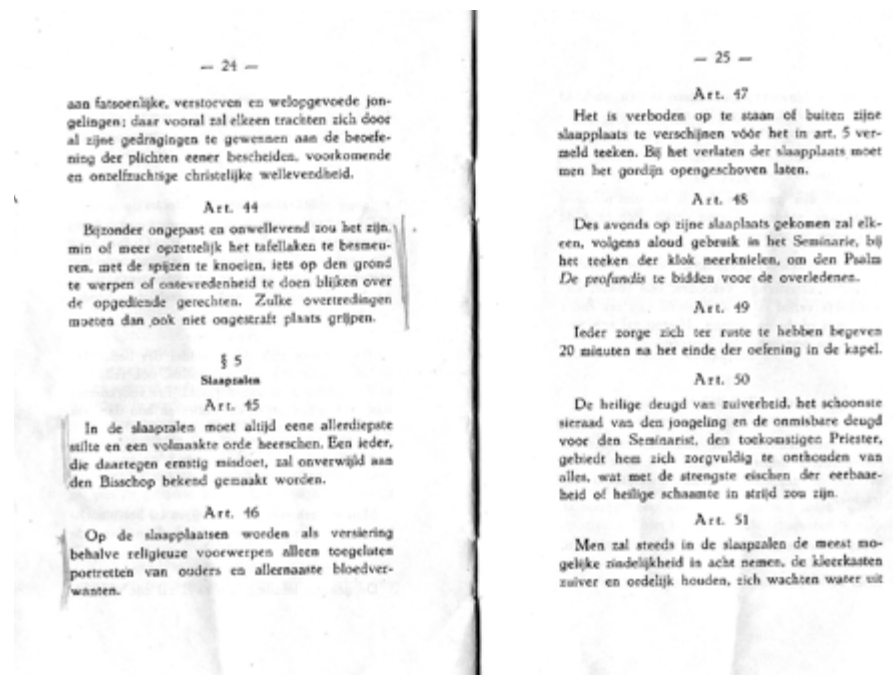 — 24 —
aan fatsoenlijke, verstoeven en welopgevoede jon-
gelingen; daar vooral zal elkeen trachten zich door
al zijne gedragingen te gewennen aan de beoefe-
ning der plichten eener bescheiden, voorkomende
en onzelfzuchtige christelijke wellevendheid.
Art. 44
Bijzonder ongepast en onwellevend zou het zijn,
min of meer opzettelijk het tafellaken te besmeu-
ren, met de spijzen te knoeien, iets op den grond
te werpen of ontevredenheid te doen blijken over
de opgediende gerechten. Zulke overtredingen
moeten dan ook niet ongestraft plaats grijpen.
§ 5
Slaapzalen
Art. 45
In de slaapzalen moet altijd eene allerdiepste
stilte en een volmaakte orde heerschen. Een ieder,
die daartegen ernstig misdoet, zal onverwijld aan
den Bisschop bekend gemaakt worden.
Art. 46
Op de slaapplaatsen worden als versiering
behalve religieuze voorwerpen alleen toegelaten
portretten van ouders en allernaaste bloedver-
wanten.
— 25 —
Art. 47
Het is verboden op te staan of buiten zijne
slaapplaats te verschijnen vóór het in art. 5 ver-
meld teeken. Bij het verlaten der slaapplaats moet
men het gordijn opengeschoven laten.
Art. 48
Des avonds op zijne slaaplaats gekomen zal elk-
een, volgens aloud gebruik in het Seminarie, bij
het teeken der klok neerknielen, om den Psalm
De profundis te bidden voor de overledenen.
Art. 49
Ieder zorge zich ter ruste te hebben begeven
20 minuten na het einde der oefening in de kapel.
Art. 50
De heilige deugd van zuiverheid, het schoonste
sieraad van den jongeling en de onmisbare deugd
voor den Seminarist, den toekomstigen Priester,
gebiedt hem zich zorgvuldig te onthouden van
alles, wat met de strengste eischen der eerbaar-
heid of heilige schaamte in strijd zou zijn.
Art. 51
Men zal steeds in de slaapzalen de meest mo-
gelijke zindelijkheid in acht nemen, de kleerkasten
zuiver en ordelijk houden, zich wachten water uit